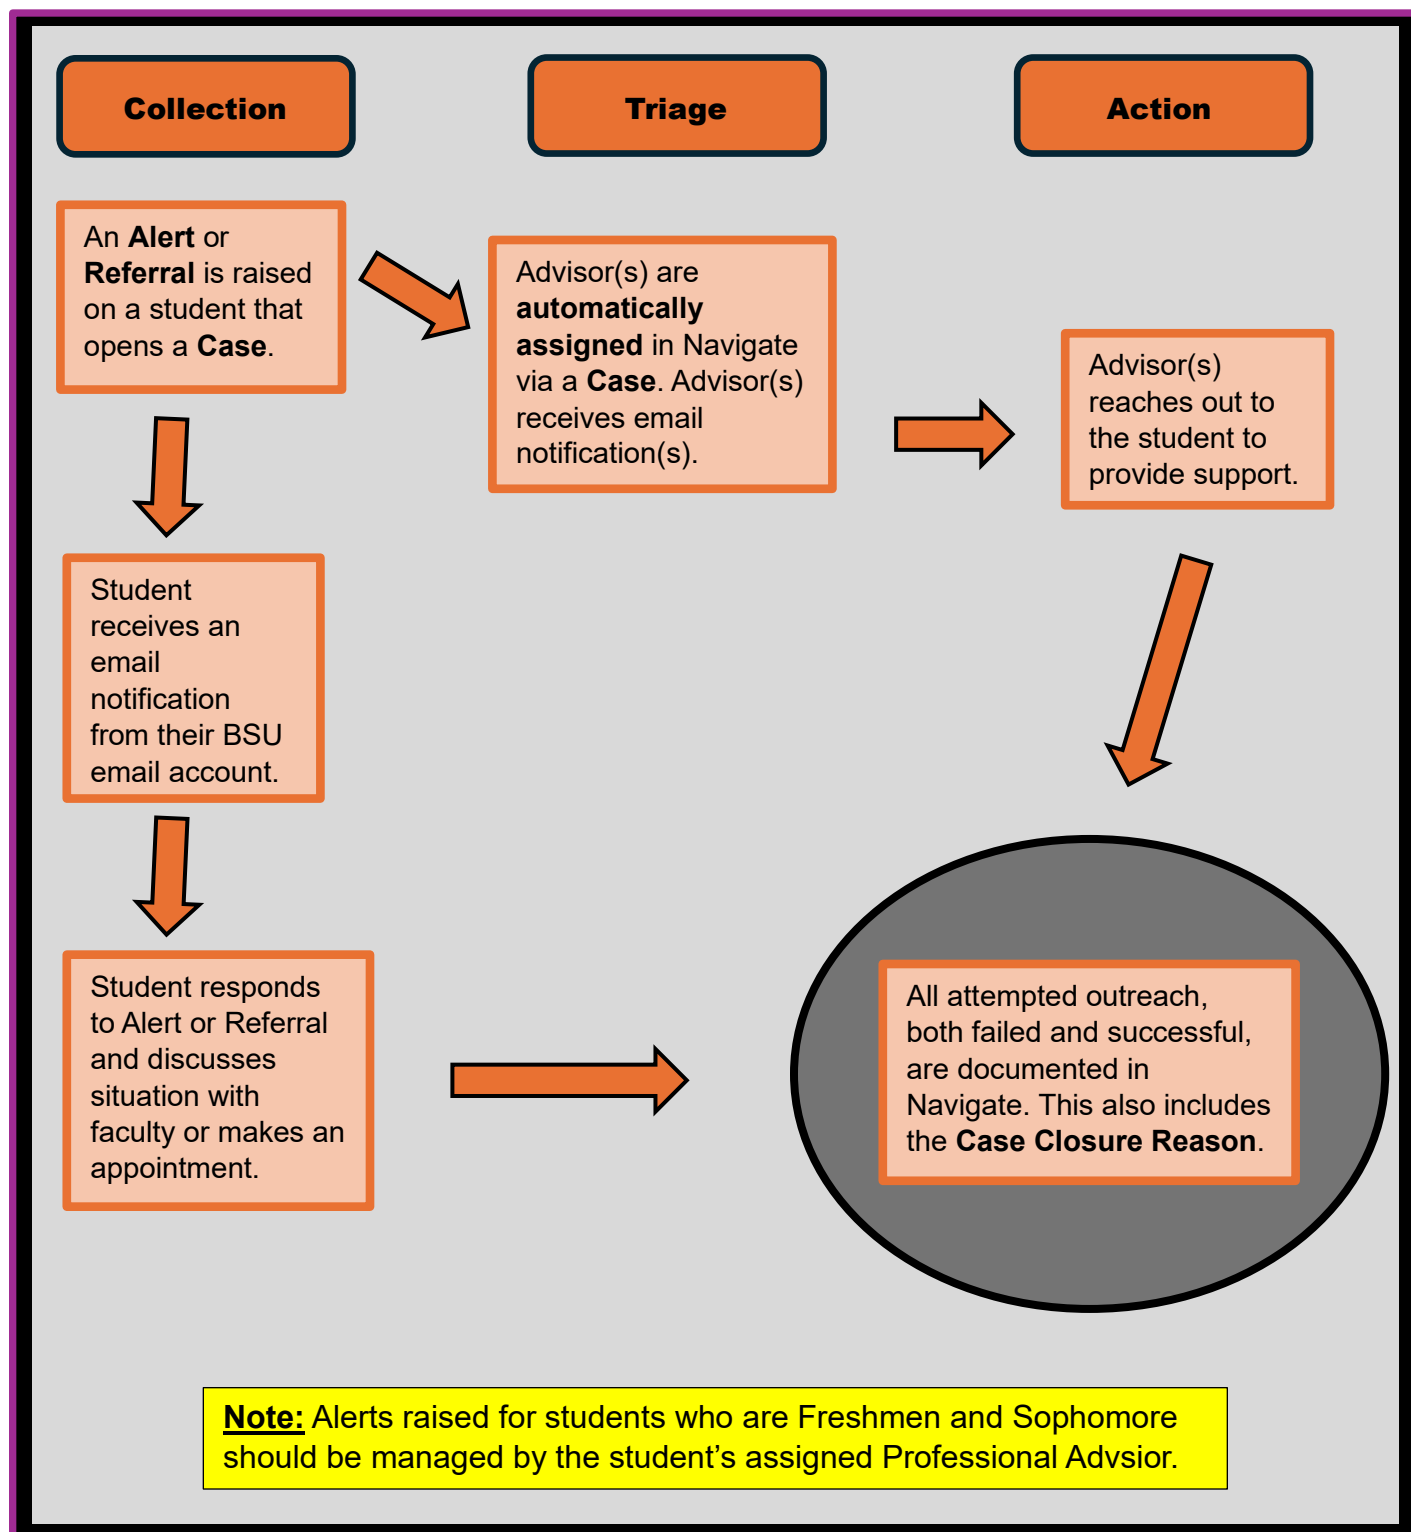 Collection
Triage
Action
An Alert or
Referral is raised
on a student that
opens a Case.
Advisor(s) are
automatically
assigned in Navigate
via a Case. Advisor(s)
receives email
notification(s).
Advisor(s)
reaches out to
the student to
provide support.
Student
receives an
email
notification
from their BSU
email account.
Student responds
to Alert or Referral
and discusses
situation with
faculty or makes an
appointment.
All attempted outreach,
both failed and successful,
are documented in
Navigate. This also includes
the Case Closure Reason.
Note: Alerts raised for students who are Freshmen and Sophomore
should be managed by the student’s assigned Professional Advsior.